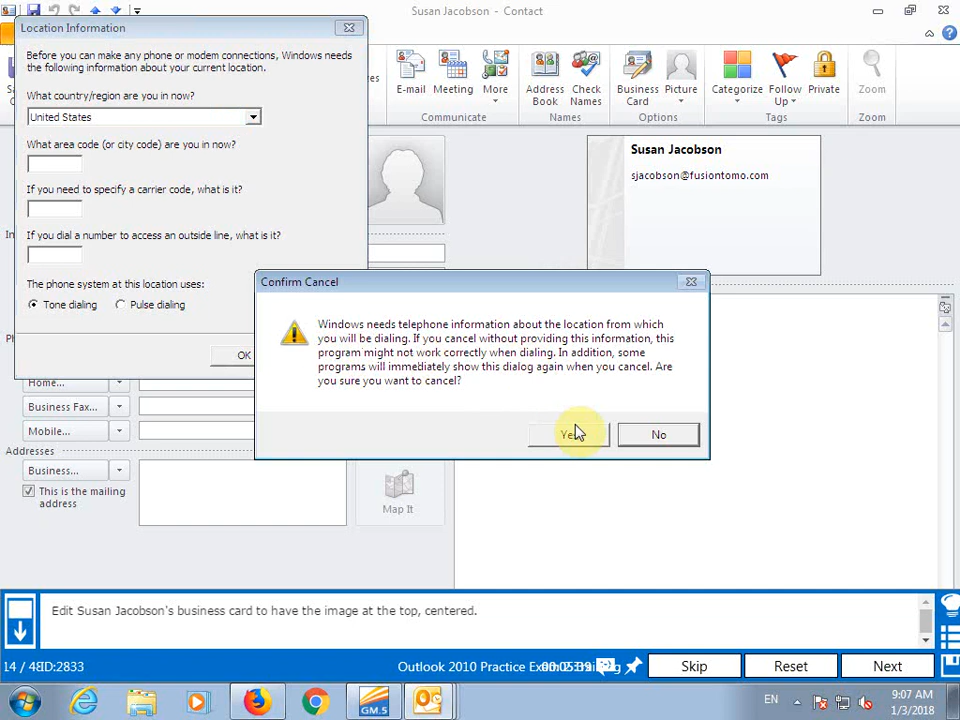 Susan Jacobson - Contact
Location Information
Before you can make any phone or modem connections, Windows needs
the following information about your current location.
What country/region are you in now?
United States
What area code (or city code) are you in now?
If you need to specify a carrier code, what is it?
If you dial a number to access an outside line, what is it?
The phone system at this location uses:
Tone dialing
Pulse dialing
OK
E-mail
Meeting
More
Communicate
Address
Book
Check
Names
Names
Business
Card
Picture
Options
Categorize
Follow
Up
Private
Tags
Zoom
Zoom
Susan Jacobson
sjacobson@fusiontomo.com
Confirm Cancel
Windows needs telephone information about the location from which
you will be dialing. If you cancel without providing this information, this
program might not work correctly when dialing. In addition, some
programs will immediately show this dialog again when you cancel. Are
you sure you want to cancel?
Yes
No
Home...
Business Fax...
Mobile...
Addresses
Business...
This is the mailing
address
Map It
Edit Susan Jacobson's business card to have the image at the top, centered.
14 / 48ID:2833
Outlook 2010 Practice Exam
Skip
Reset
Next
GM.5
EN
9:07 AM
1/3/2018